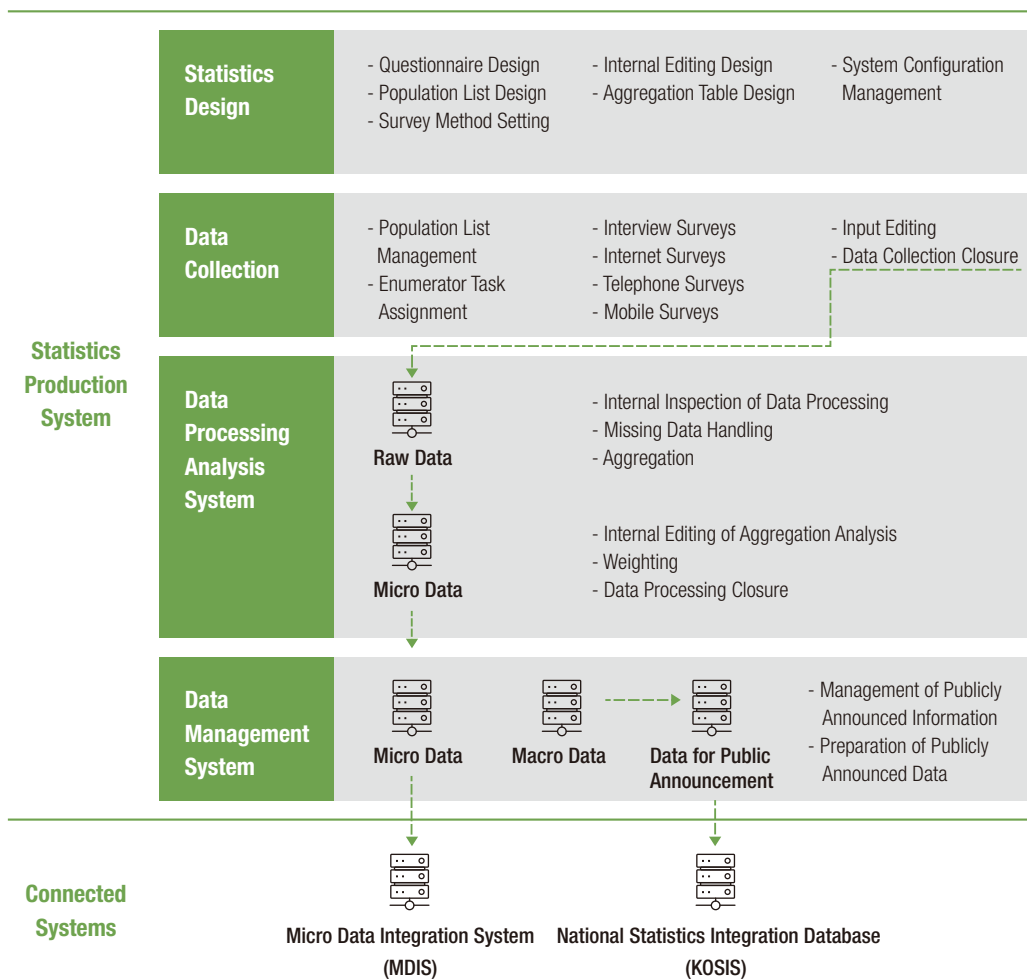 Statistics
Design
- Questionnaire Design
- Population List Design
- Survey Method Setting
- Internal Editing Design
- Aggregation Table Design
- System Configuration
Management
Data
Collection
- Population List
Management
- Enumerator Task
Assignment
- Interview Surveys
- Internet Surveys
- Telephone Surveys
- Mobile Surveys
- Input Editing
- Data Collection Closure
Statistics
Production
System
Data
Processing
Analysis
System
Raw Data
- Internal Inspection of Data Processing
- Missing Data Handling
- Aggregation
Micro Data
- Internal Editing of Aggregation Analysis
- Weighting
- Data Processing Closure
Data
Management
System
Micro Data
Macro Data
Data for Public
Announcement
- Management of Publicly
Announced Information
- Preparation of Publicly
Announced Data
Connected
Systems
Micro Data Integration System
(MDIS)
National Statistics Integration Database
(KOSIS)